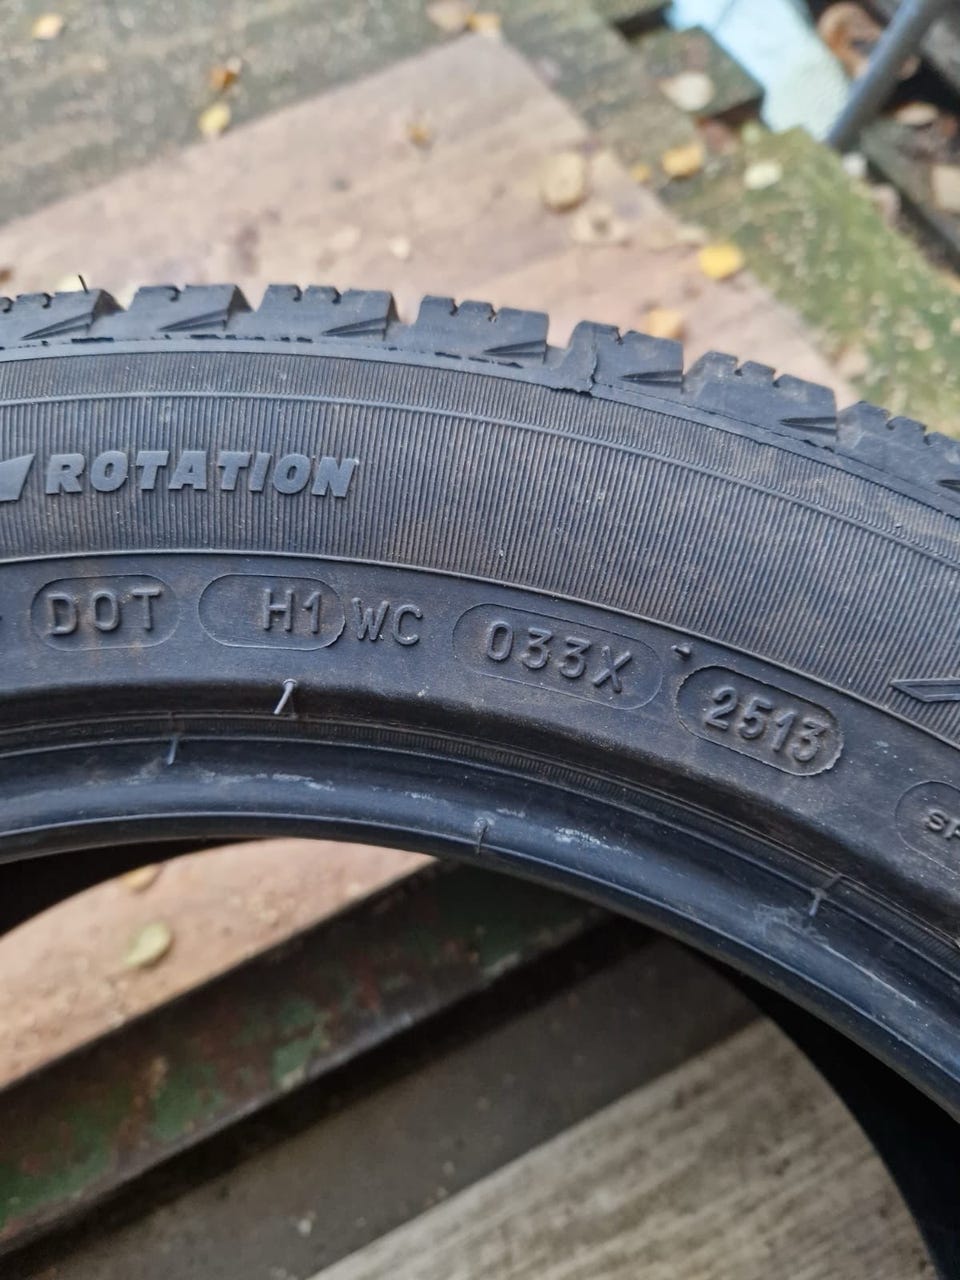 ROTATION
DOT H1 WC 033X 2513